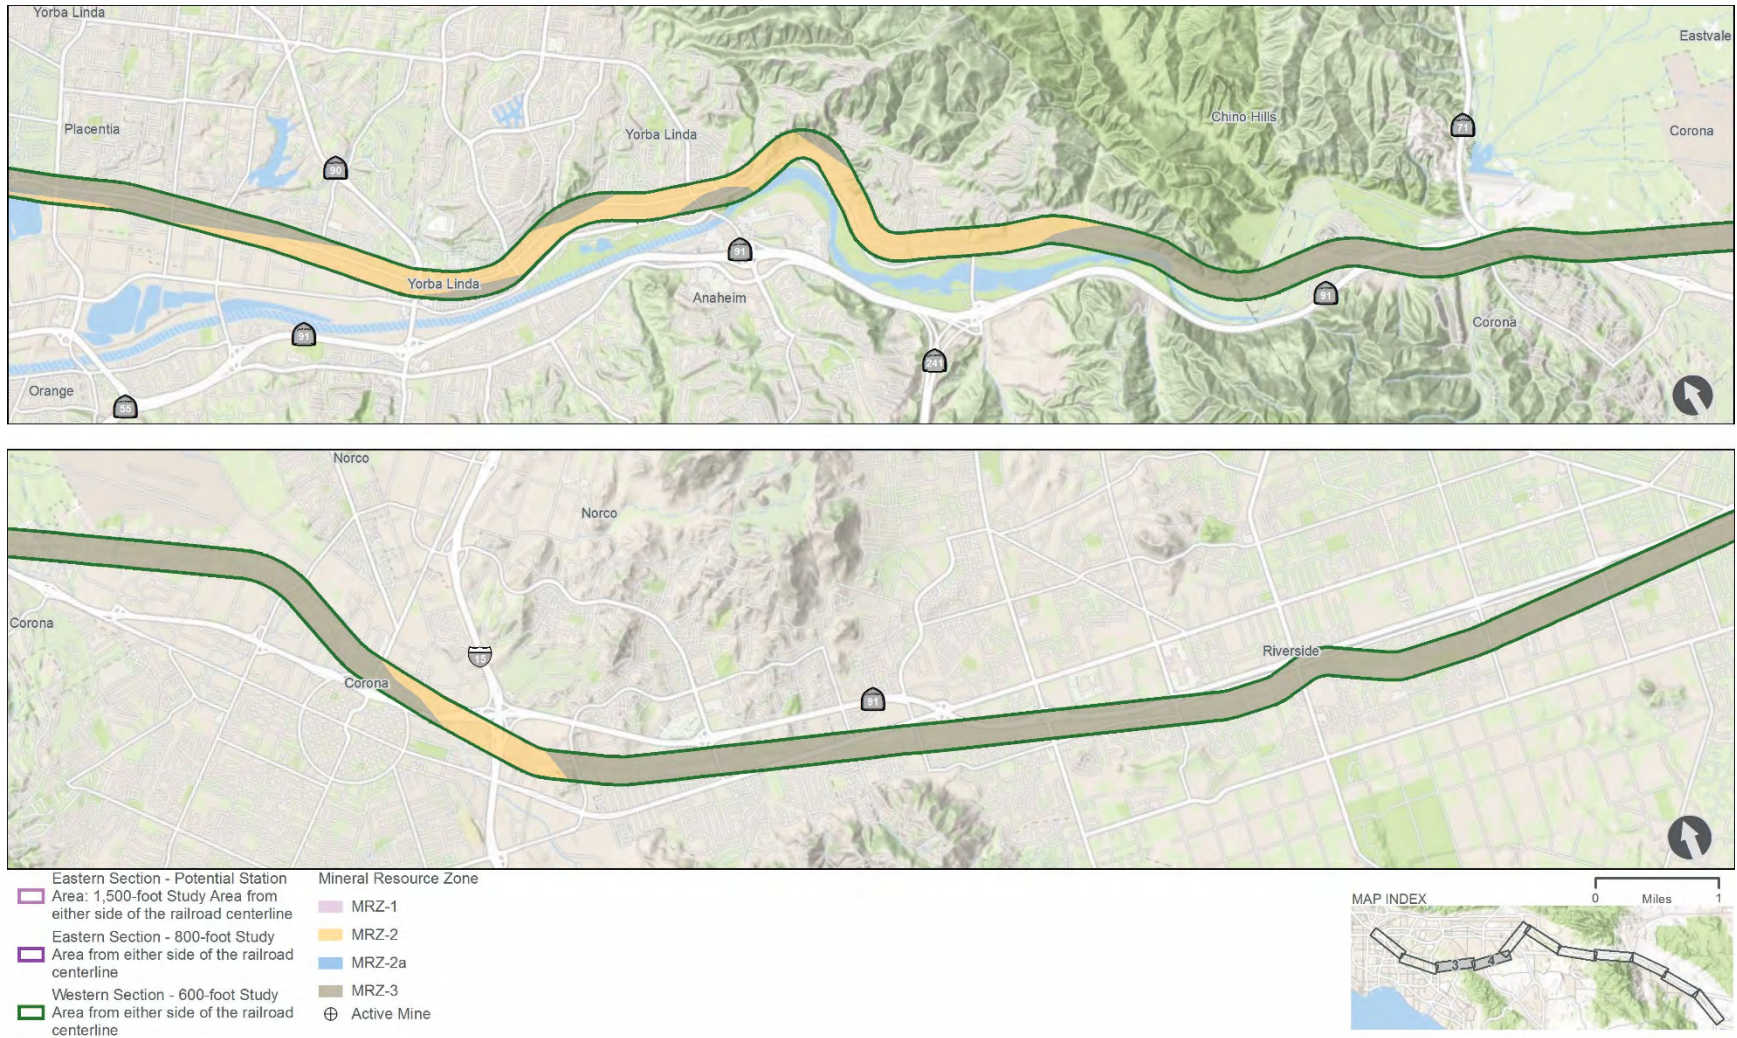 Yorba Linda
Eastvale
Placentia
Yorba Linda
Chino Hills
71
Corona
90
91
Yorba Linda
Anaheim
91
91
Corona
241
Orange
55
Norco
Norco
Corona
15
Corona
91
Riverside
Eastern Section - Potential Station
Area: 1,500-foot Study Area from
either side of the railroad centerline
Eastern Section - 800-foot Study
Area from either side of the railroad
centerline
Western Section - 600-foot Study
Area from either side of the railroad
centerline
Mineral Resource Zone
MRZ-1
MRZ-2
MRZ-2a
MRZ-3
Active Mine
MAP INDEX
0 Miles 1
3
4